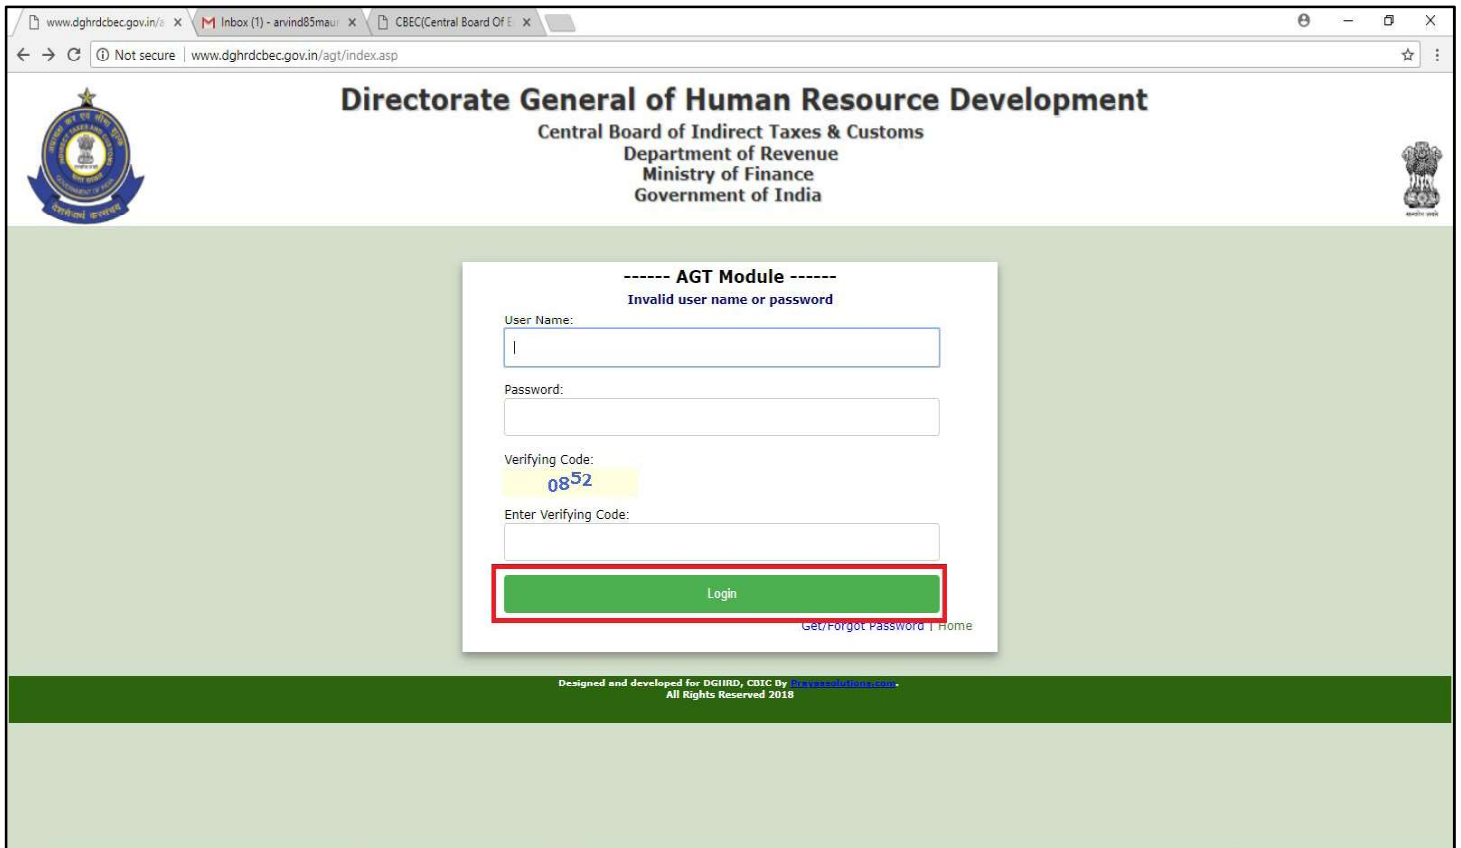 www.dghrdcbec.gov.in/a
Inbox (1) - arvind85maur
CBEC(Central Board Of E
Not secure www.dghrdcbec.gov.in/agt/index.asp
Directorate General of Human Resource Development
Central Board of Indirect Taxes & Customs
Department of Revenue
Ministry of Finance
Government of India
------ AGT Module ------
Invalid user name or password
User Name:
Password:
Verifying Code:
0852
Enter Verifying Code:
Login
Get/Forgot Password | Home
Designed and developed for DGHRD, CBIC By Prayassolutions.com.
All Rights Reserved 2018